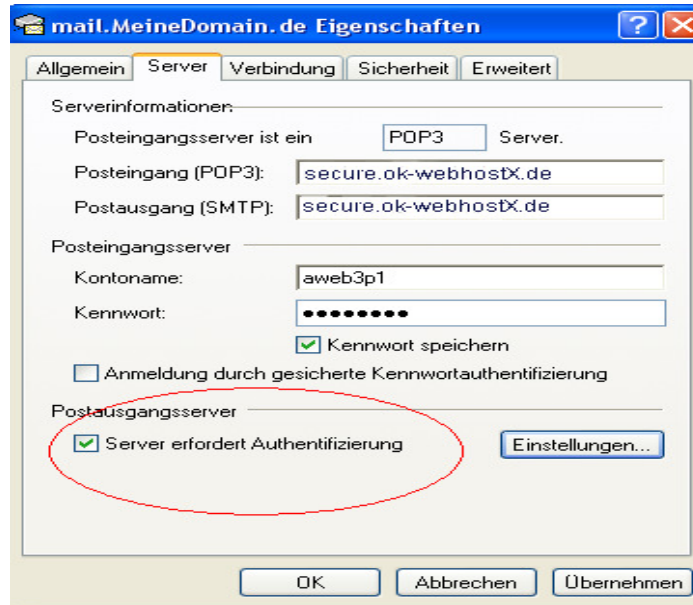 mail.MeineDomain.de Eigenschaften
Allgemein Server Verbindung Sicherheit Erweitert
Serverinformationen
Posteingangsserver ist ein POP3 Server.
Posteingang (POP3): secure.ok-webhostX.de
Postausgang (SMTP): secure.ok-webhostX.de
Posteingangsserver
Kontoname: aweb3p1
Kennwort: ●●●●●●●●
Kennwort speichern
Anmeldung durch gesicherte Kennwortauthentifizierung
Postausgangsserver
Server erfordert Authentifizierung Einstellungen...
OK Abbrechen Übernehmen